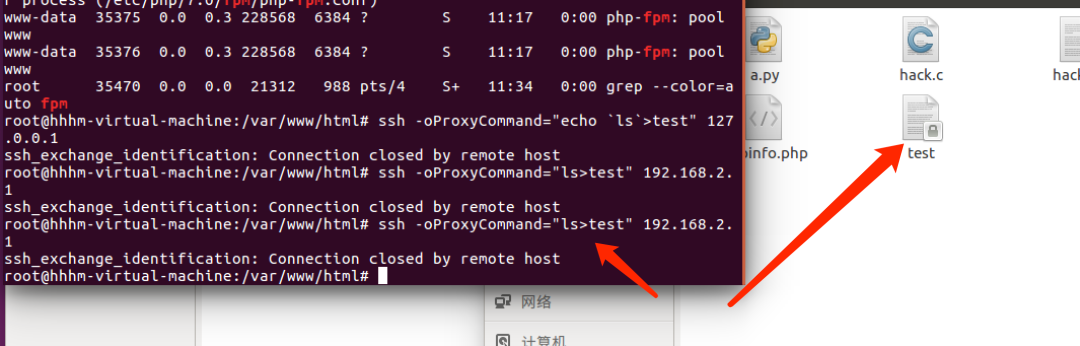 r process (/etc/php/7.0/fpm/php-fpm.conf)
www-data  35375  0.0  0.3 228568  6384 ?        S    11:17   0:00 php-fpm: pool
www
www-data  35376  0.0  0.3 228568  6384 ?        S    11:17   0:00 php-fpm: pool
www
root      35470  0.0  0.0  21312   988 pts/4    S+   11:34   0:00 grep --color=a
uto fpm
root@hhhm-virtual-machine:/var/www/html# ssh -oProxyCommand="echo `ls`>test" 127
.0.0.1
ssh_exchange_identification: Connection closed by remote host
root@hhhm-virtual-machine:/var/www/html# ssh -oProxyCommand="ls>test" 192.168.2.
1
ssh_exchange_identification: Connection closed by remote host
root@hhhm-virtual-machine:/var/www/html# ssh -oProxyCommand="ls>test" 192.168.2.
1
ssh_exchange_identification: Connection closed by remote host
root@hhhm-virtual-machine:/var/www/html#
a.py
hack.c
hac
oinfo.php
test
网络
计算机